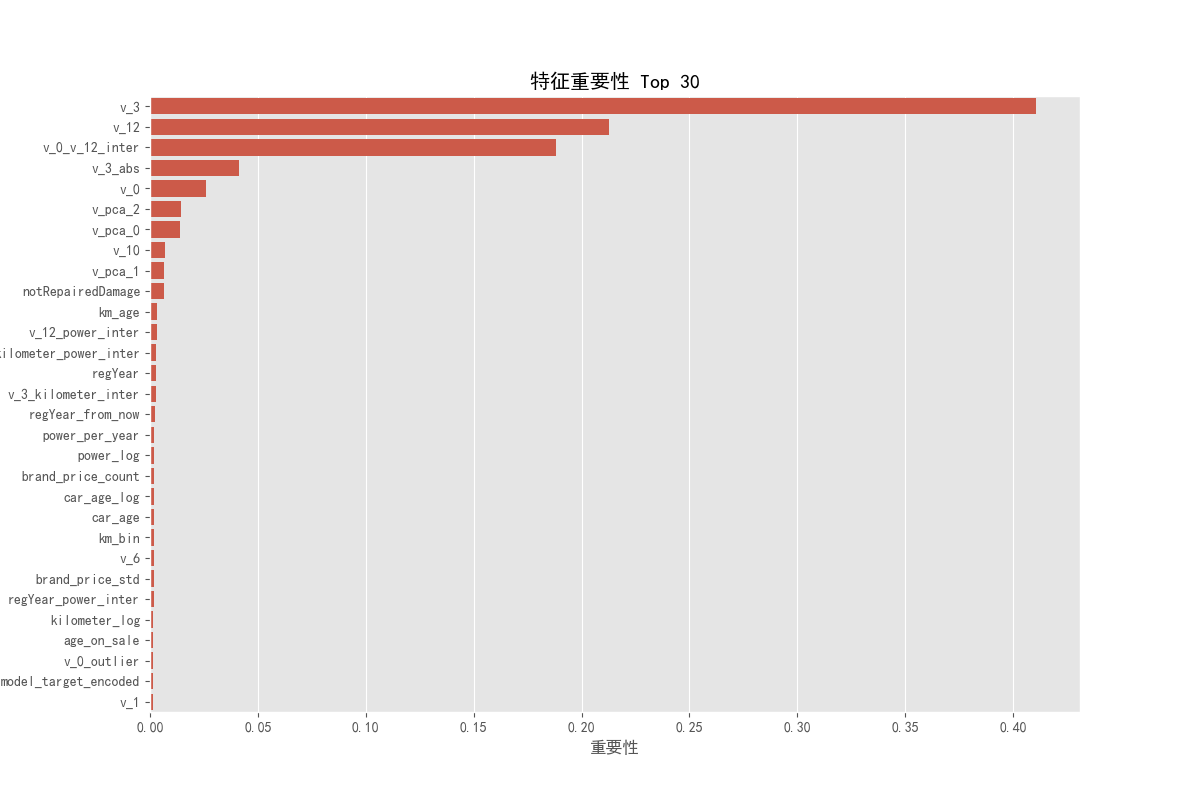 特征重要性 Top 30
v_3
v_12
v_0_v_12_inter
v_3_abs
v_0
v_pca_2
v_pca_0
v_10
v_pca_1
notRepairedDamage
km_age
v_12_power_inter
kilometer_power_inter
regYear
v_3_kilometer_inter
regYear_from_now
power_per_year
power_log
brand_price_count
car_age_log
car_age
km_bin
v_6
brand_price_std
regYear_power_inter
kilometer_log
age_on_sale
v_0_outlier
model_target_encoded
v_1
0.00 0.05 0.10 0.15 0.20 0.25 0.30 0.35 0.40
重要性